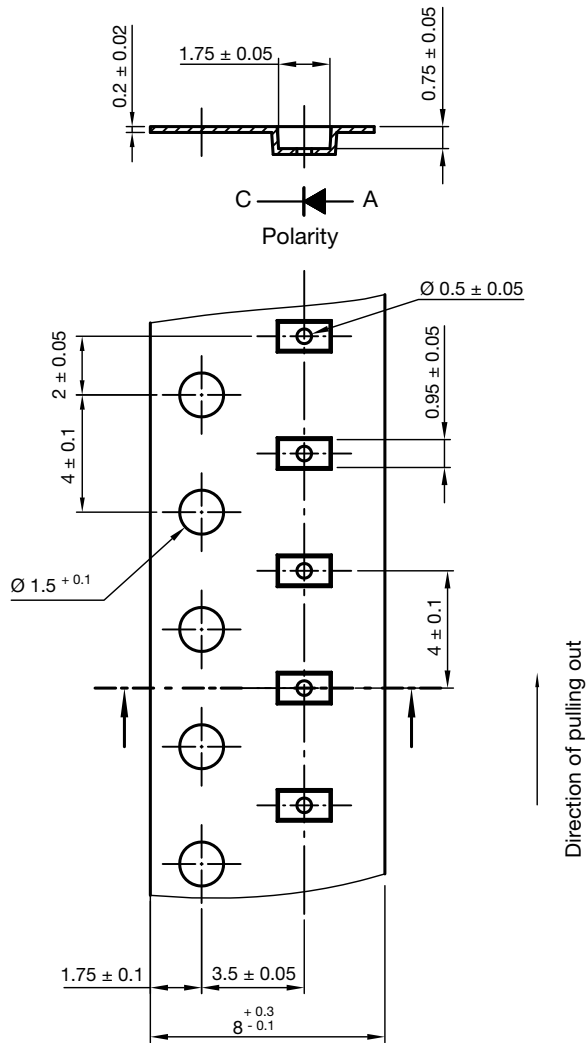 1.75 ± 0.05
0.2 ± 0.02
0.75 ± 0.05
C
A
Polarity
Ø 0.5 ± 0.05
2 ± 0.05
0.95 ± 0.05
4 ± 0.1
Ø 1.5 + 0.1
4 ± 0.1
Direction of pulling out
1.75 ± 0.1
3.5 ± 0.05
8 + 0.3 - 0.1